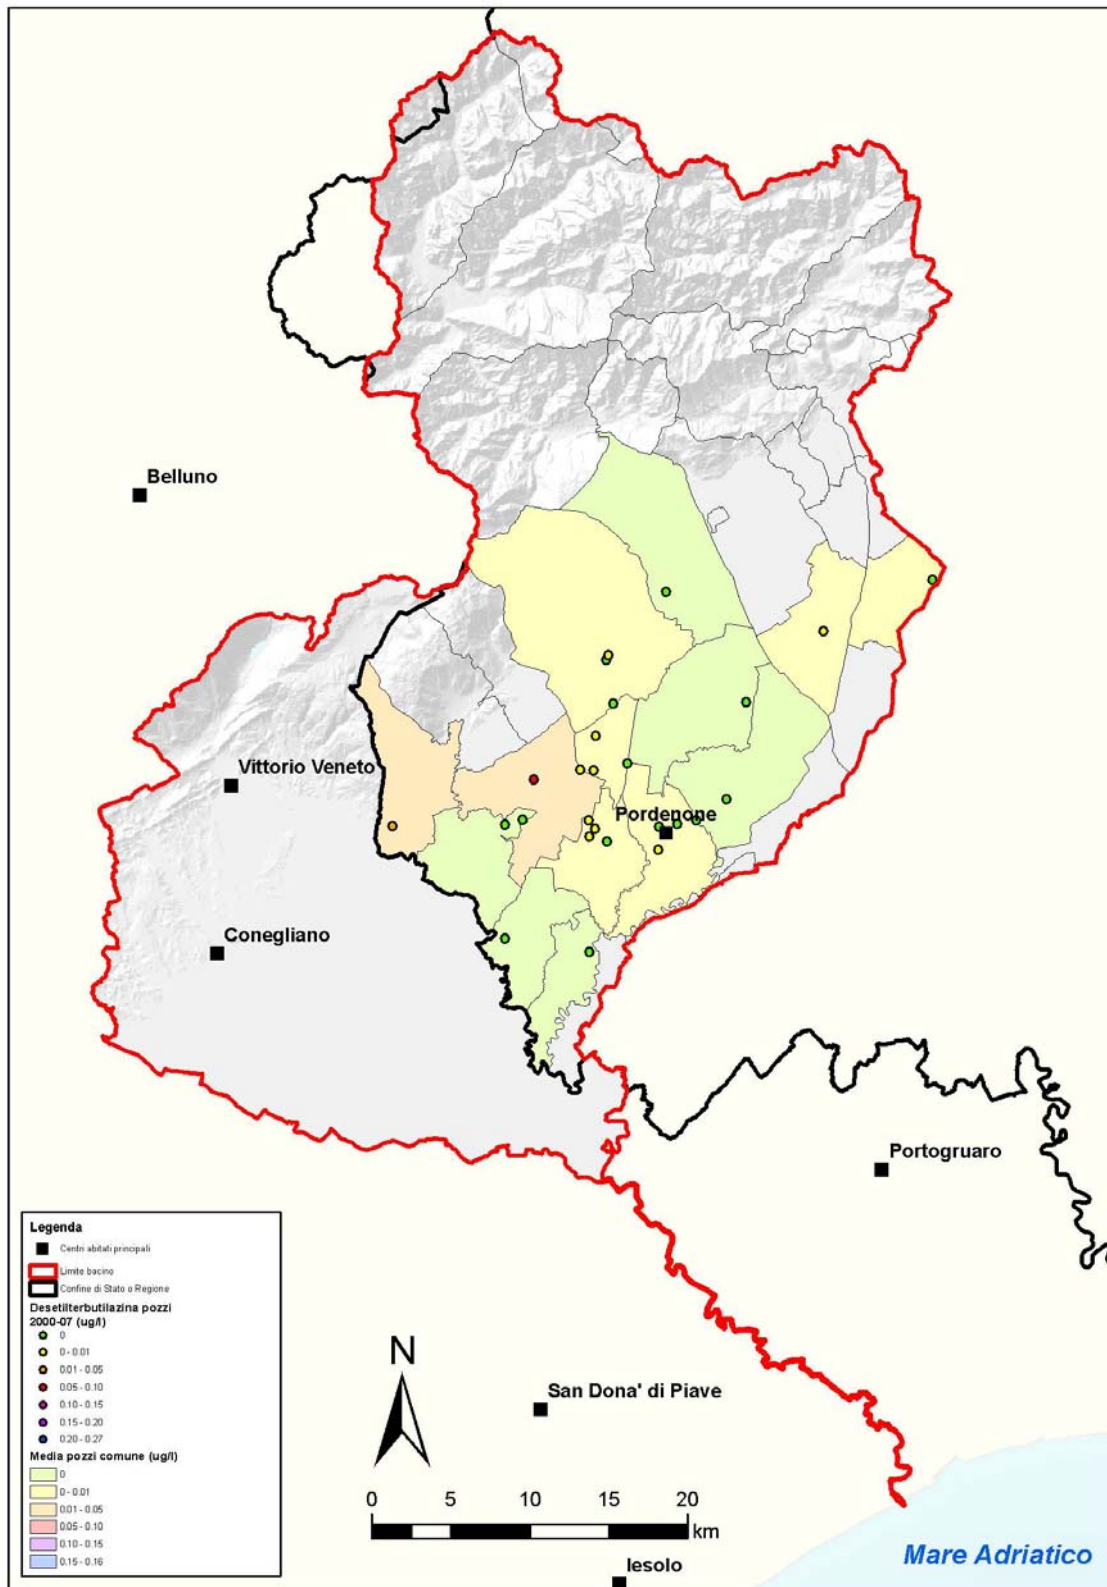 Belluno
Vittorio Veneto
Pordenone
Conegliano
Portogruaro
Legenda
Centri abitati principali
Limite bacino
Confine di Stato o Regione
Desetilterbutilazina pozzi
2000-07 (ug/l)
0
0 - 0.01
0.01 - 0.05
0.05 - 0.10
0.10 - 0.15
0.15 - 0.20
0.20 - 0.27
Media pozzi comune (ug/l)
0
0 - 0.01
0.01 - 0.05
0.05 - 0.10
0.10 - 0.15
0.15 - 0.16
N
San Dona' di Piave
0 5 10 15 20
km
Iesolo
Mare Adriatico